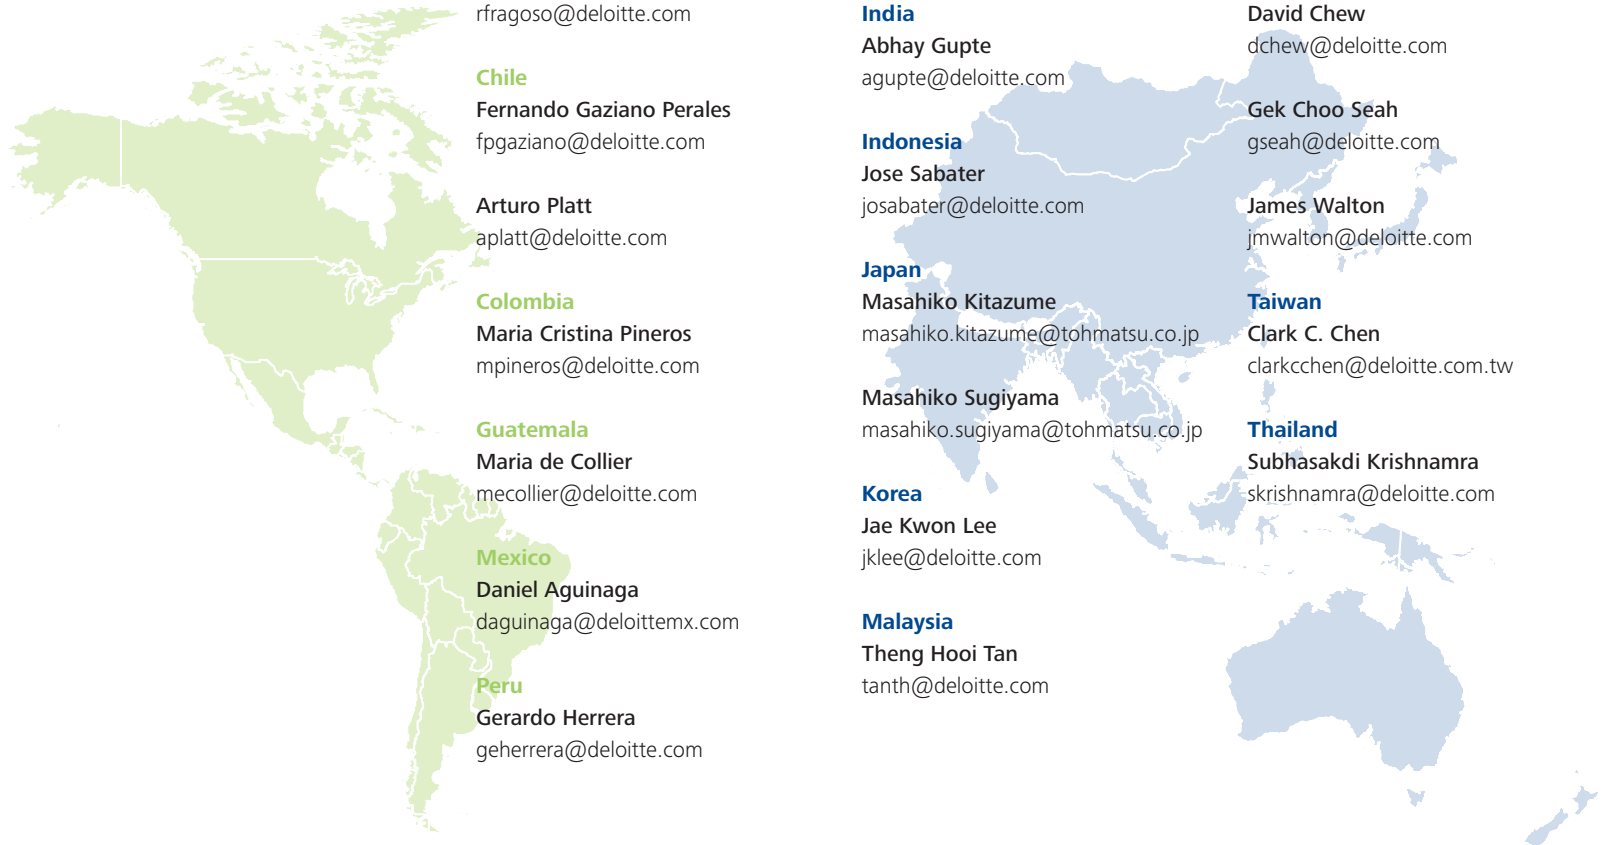 rfragoso@deloitte.com
Chile
Fernando Gaziano Perales
fpgaziano@deloitte.com
Arturo Platt
aplatt@deloitte.com
Colombia
Maria Cristina Pineros
mpineros@deloitte.com
Guatemala
Maria de Collier
mecollier@deloitte.com
Mexico
Daniel Aguinaga
daguinaga@deloittemx.com
Peru
Gerardo Herrera
geherrera@deloitte.com
India
Abhay Gupte
agupte@deloitte.com
Indonesia
Jose Sabater
josabater@deloitte.com
Japan
Masahiko Kitazume
masahiko.kitazume@tohmatsu.co.jp
Masahiko Sugiyama
masahiko.sugiyama@tohmatsu.co.jp
Korea
Jae Kwon Lee
jklee@deloitte.com
Malaysia
Theng Hooi Tan
tanth@deloitte.com
David Chew
dchew@deloitte.com
Gek Choo Seah
gseah@deloitte.com
James Walton
jmwalton@deloitte.com
Taiwan
Clark C. Chen
clarkcchen@deloitte.com.tw
Thailand
Subhasakdi Krishnamra
skrishnamra@deloitte.com